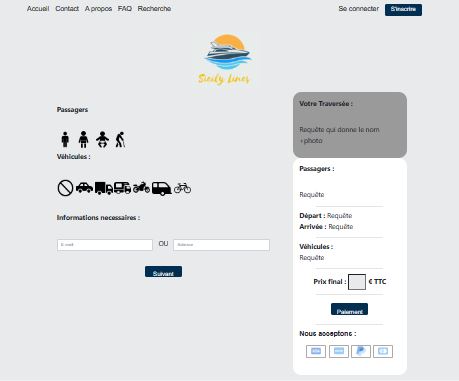 Accueil Contact A propos FAQ Recherche
Se connecter S'inscrire
Sicily Lines
Passagers
Véhicules :
Informations necessaires :
E-mail OU Adresse
Suivant
Votre Traversée :
Requête qui donne le nom
+photo
Passagers :
Requête
Départ : Requête
Arrivée : Requête
Véhicules :
Requête
Prix final : € TTC
Paiement
Nous acceptons :